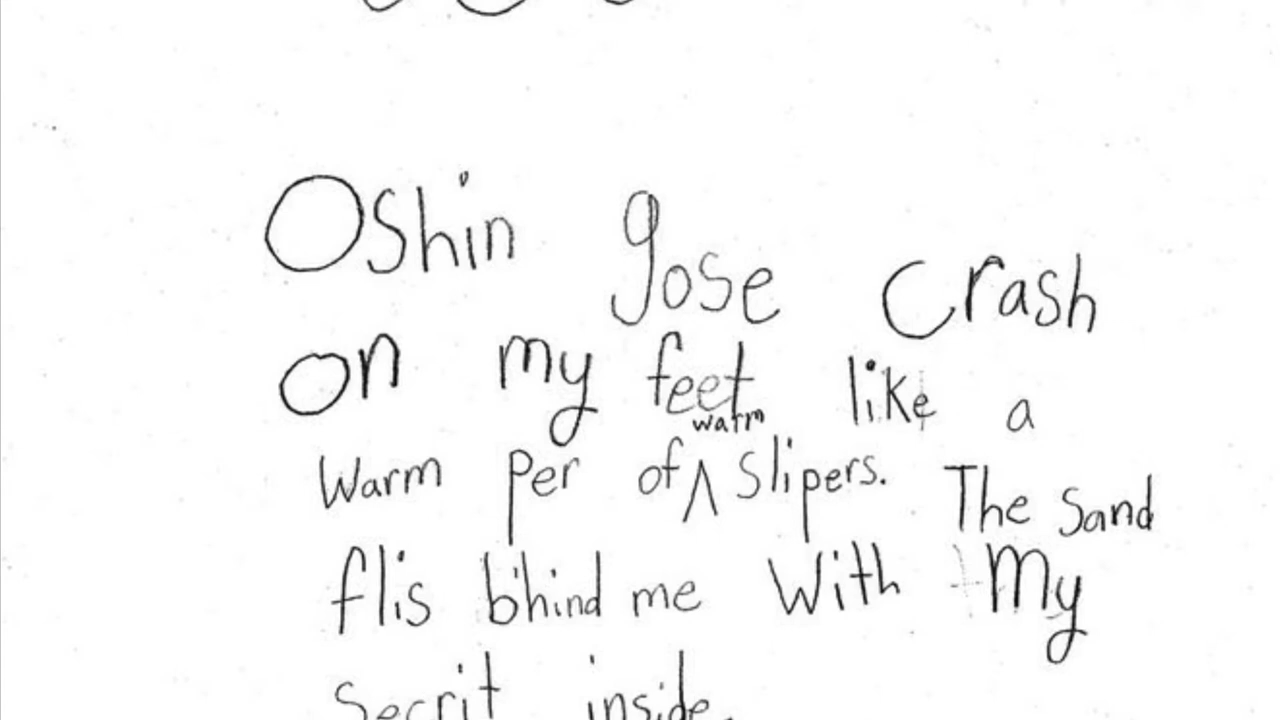 Oshin gose crash
on my feet like a
warm per of ^ warm slipers. The sand
flis b'hind me with my
secrit inside.